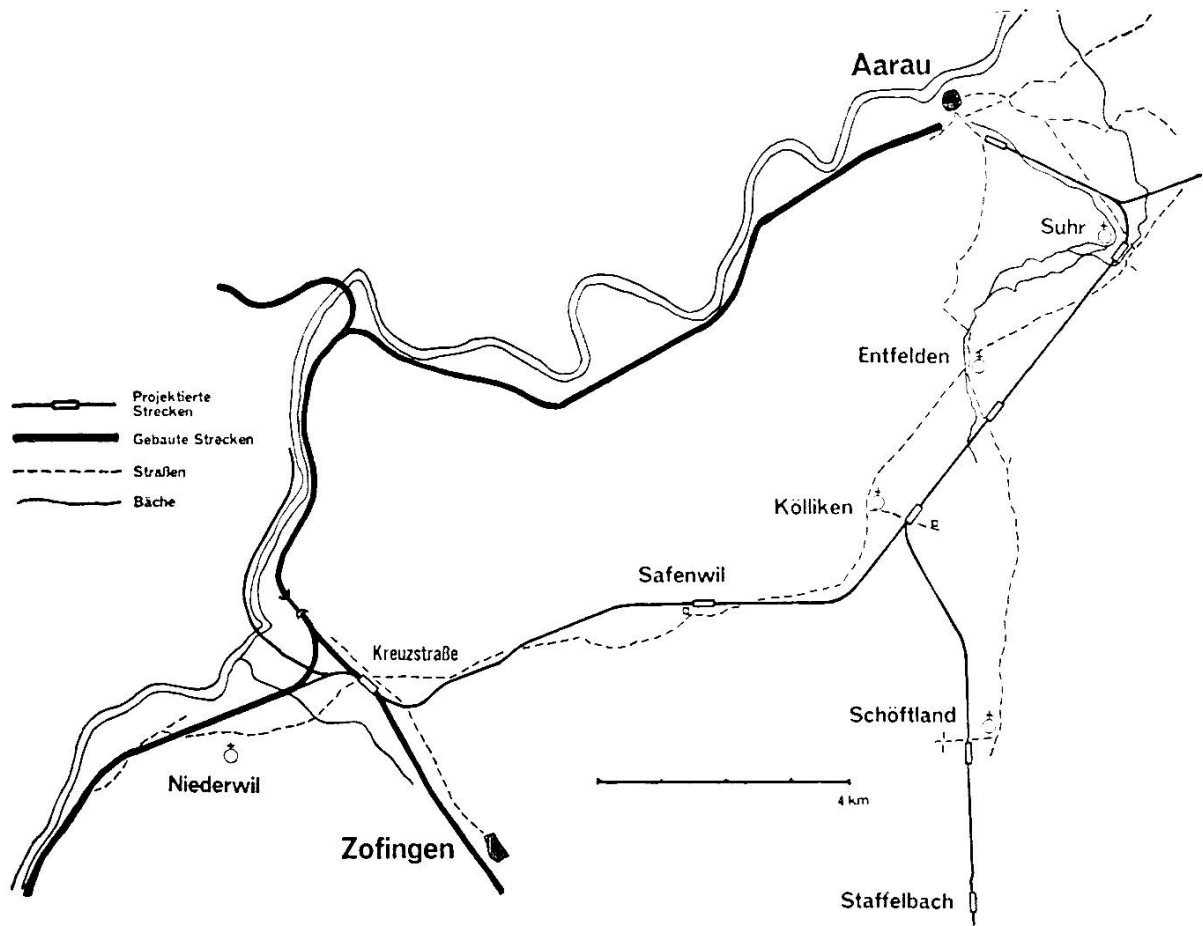 Aarau
Suhr
Entfelden
Projektierte
Strecken
Gebaute Strecken
Straßen
Bäche
Kölliken
Safenwil
Kreuzstraße
Schöftland
Niederwil
4 km
Zofingen
Staffelbach